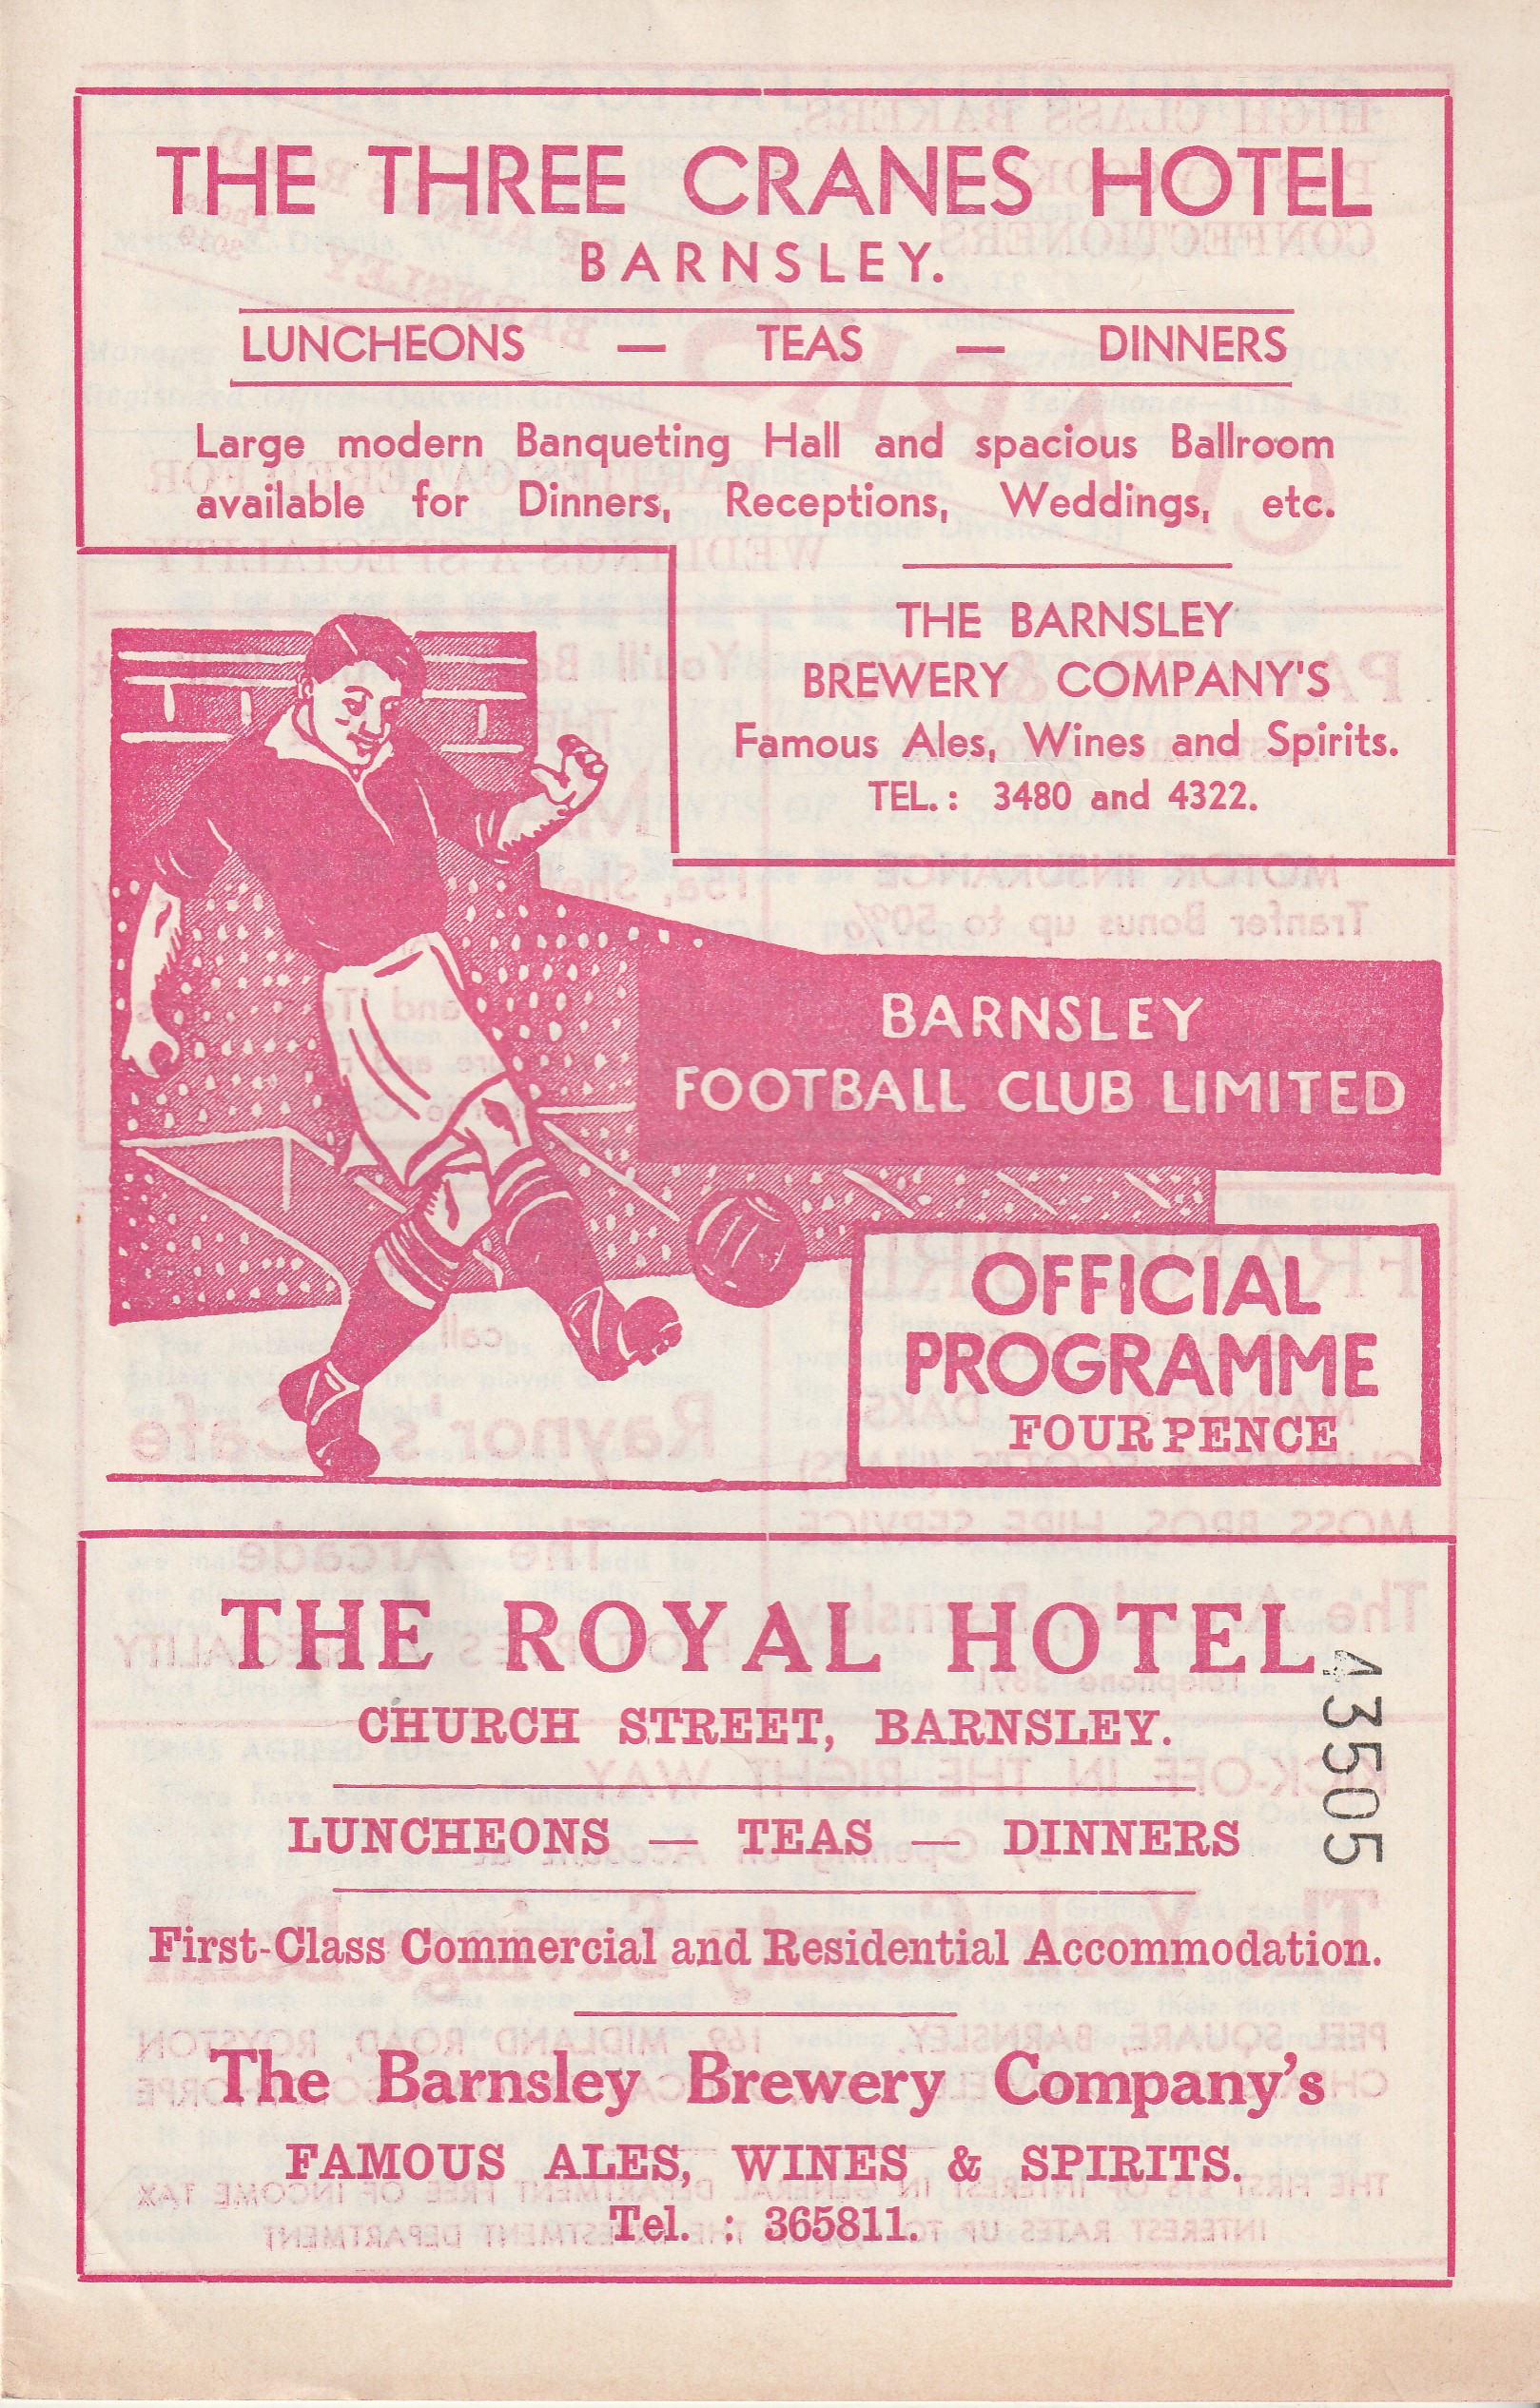 THE THREE CRANES HOTEL
BARNSLEY.
LUNCHEONS — TEAS — DINNERS
Large modern Banqueting Hall and spacious Ballroom
available for Dinners, Receptions, Weddings, etc.
THE BARNSLEY
BREWERY COMPANY'S
Famous Ales, Wines and Spirits.
TEL. : 3480 and 4322.
BARNSLEY
FOOTBALL CLUB LIMITED
OFFICIAL
PROGRAMME
FOUR PENCE
THE ROYAL HOTEL
CHURCH STREET, BARNSLEY.
LUNCHEONS — TEAS — DINNERS
First-Class Commercial and Residential Accommodation.
The Barnsley Brewery Company's
FAMOUS ALES, WINES & SPIRITS.
Tel. : 365811.
3505